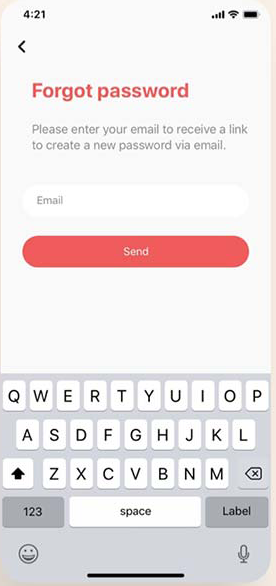 4:21
Forgot password
Please enter your email to receive a link
to create a new password via email.
Email
Send
Q W E R T Y U I O P
A S D F G H J K L
Z X C V B N M
123 space Label